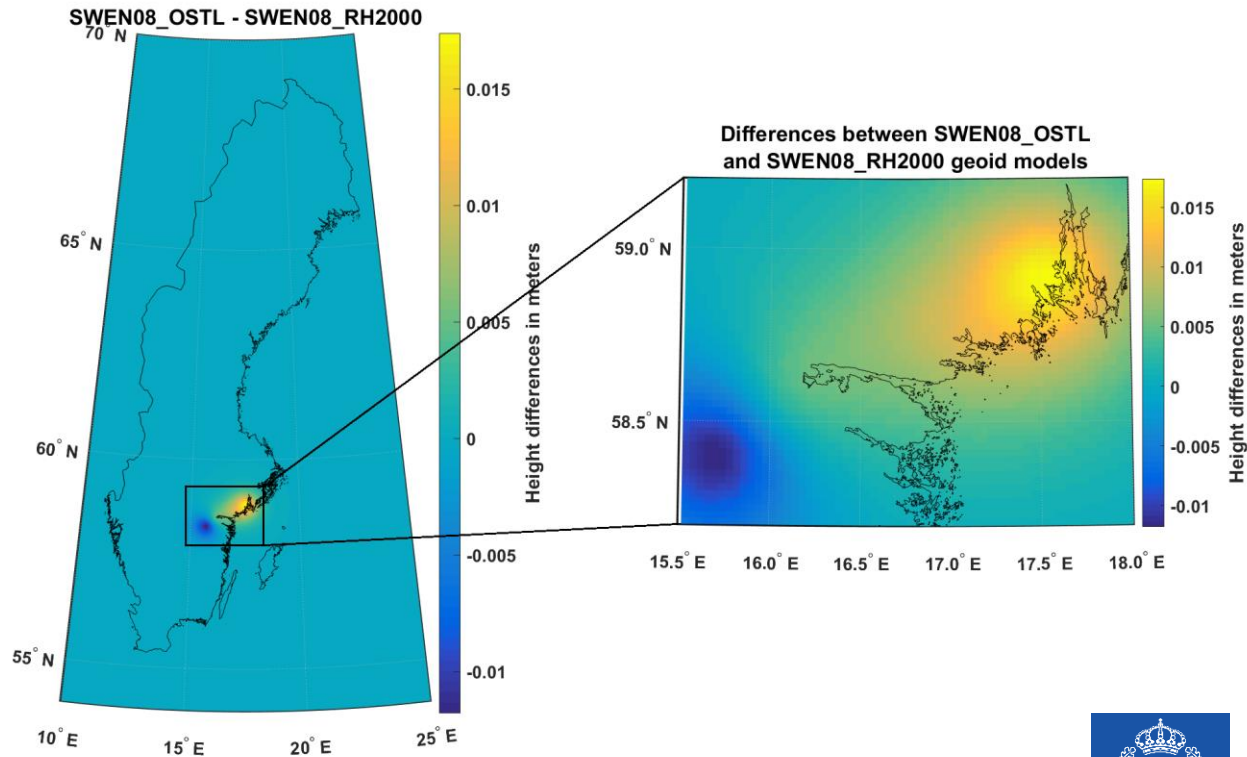 SWEN08_OSTL - SWEN08_RH2000
70° N
65° N
60° N
55° N
10° E
15° E
20° E
25° E
0.015
0.01
0.005
0
-0.005
-0.01
Height differences in meters
Differences between SWEN08_OSTL
and SWEN08_RH2000 geoid models
59.0° N
58.5° N
15.5° E
16.0° E
16.5° E
17.0° E
17.5° E
18.0° E
0.015
0.01
0.005
0
-0.005
-0.01
Height differences in meters